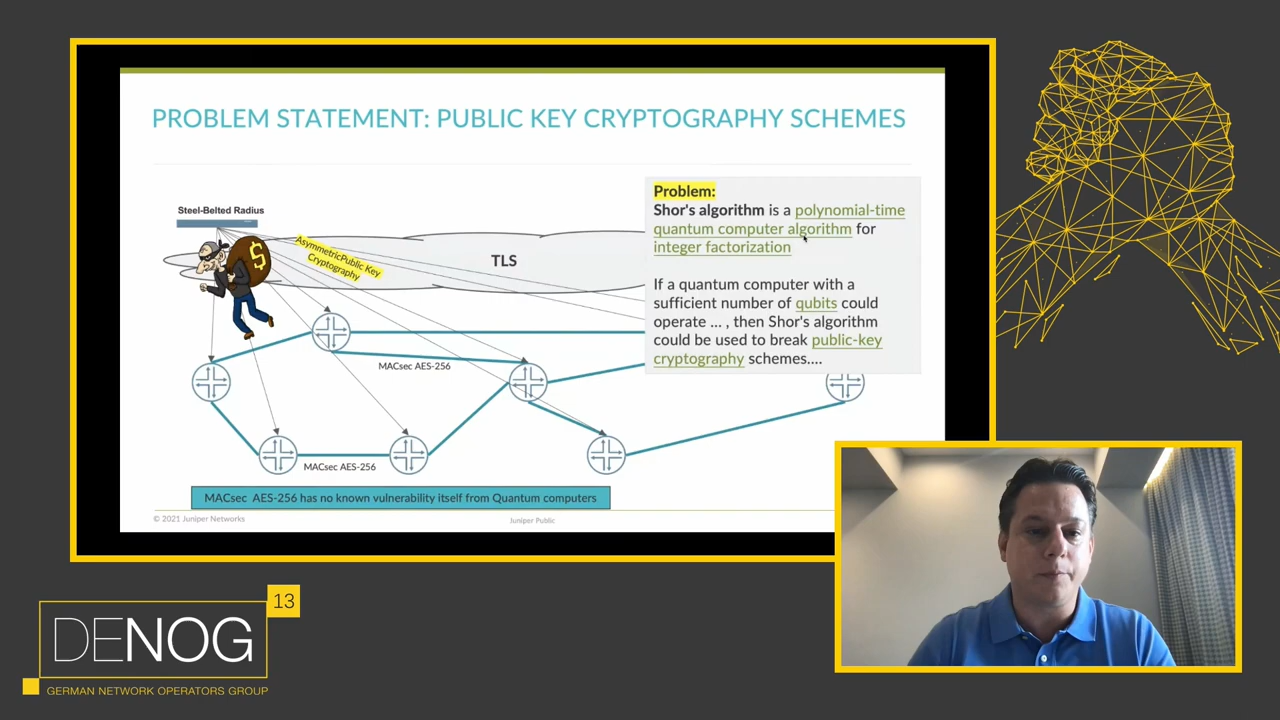 PROBLEM STATEMENT: PUBLIC KEY CRYPTOGRAPHY SCHEMES
Steel-Belted Radius
AsymmetricPublic Key
Cryptography
TLS
Problem:
Shor's algorithm is a polynomial-time
quantum computer algorithm for
integer factorization
If a quantum computer with a
sufficient number of qubits could
operate ... , then Shor's algorithm
could be used to break public-key
cryptography schemes....
MACsec AES-256
MACsec AES-256
MACsec AES-256 has no known vulnerability itself from Quantum computers
© 2021 Juniper Networks
Juniper Public
13
DENOG
GERMAN NETWORK OPERATORS GROUP